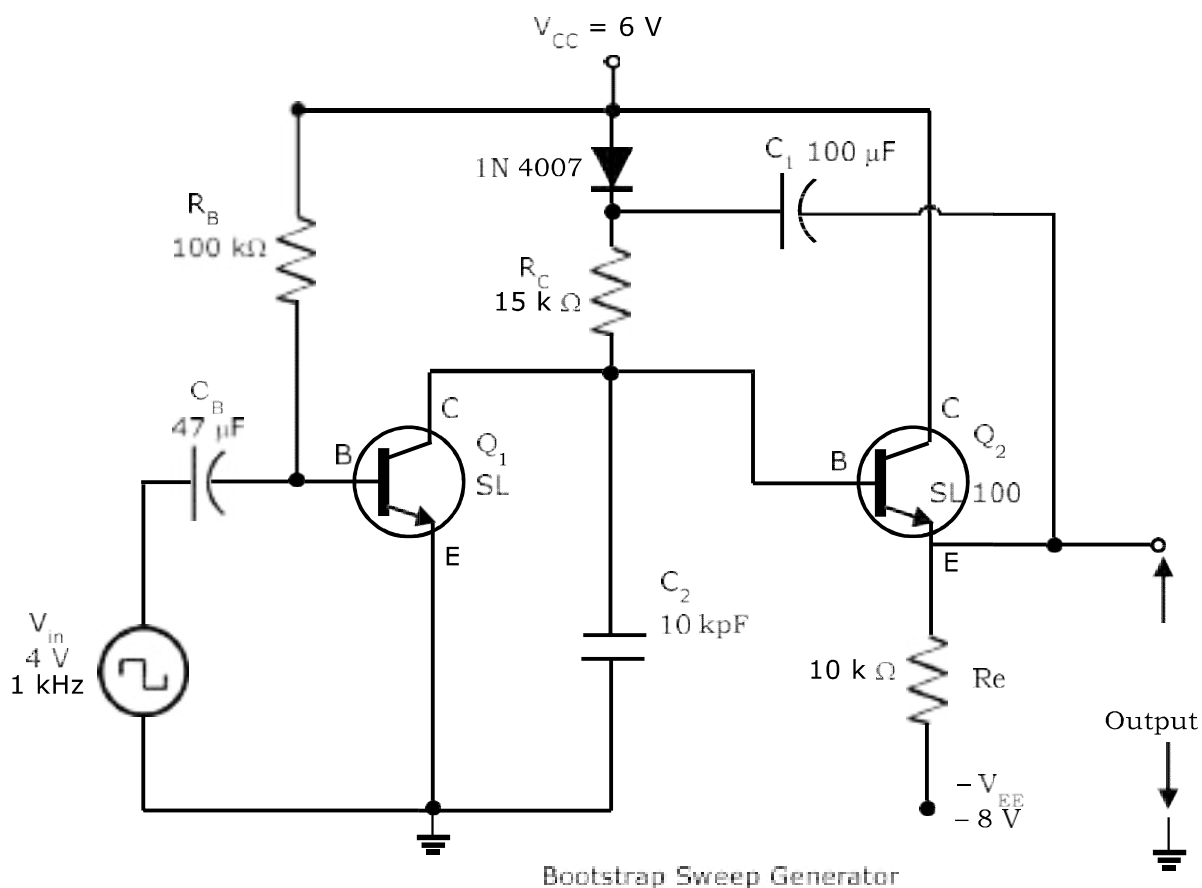 V_CC = 6 V
1N 4007
C_1 100 μF
R_B
100 kΩ
R_C
15 k Ω
C_B
47 μF
C
B
Q_1
SL
E
C
Q_2
B
SL 100
E
C_2
10 kpF
V_in
4 V
1 kHz
10 k Ω
Re
Output
– V_EE
– 8 V
Bootstrap Sweep Generator